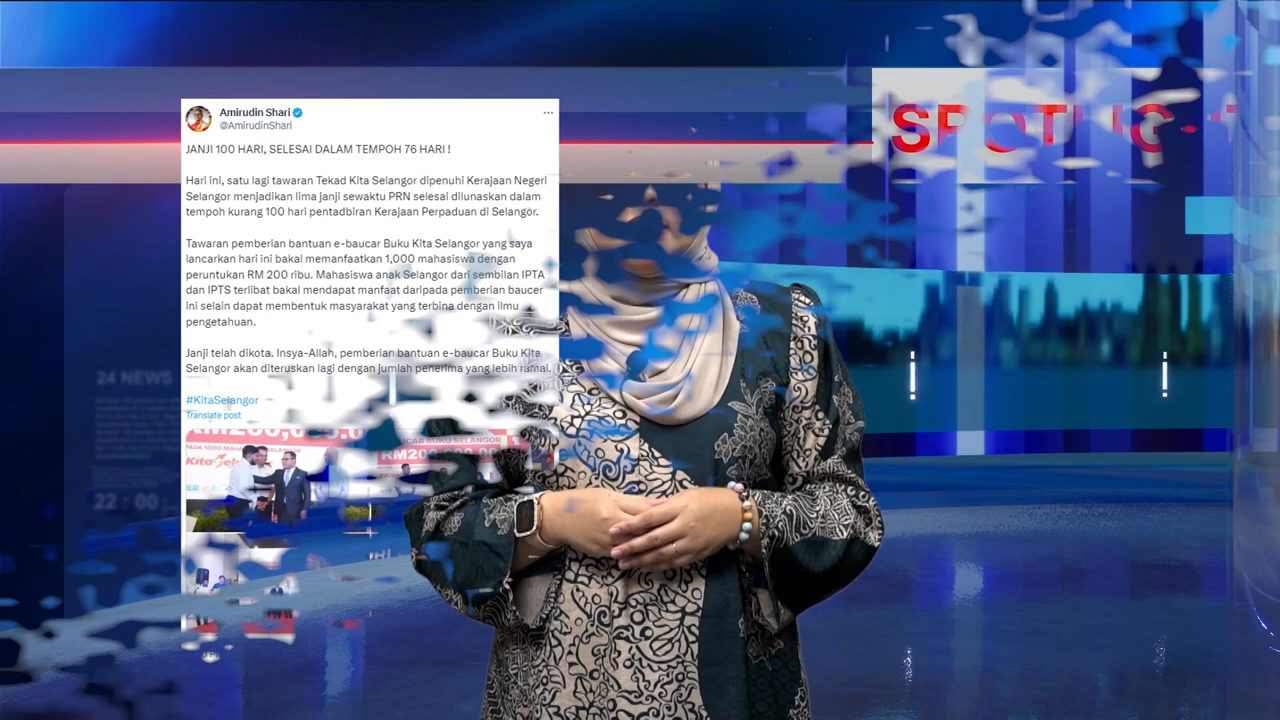 Amirudin Shari
@AmirudinShari
JANJI 100 HARI, SELESAI DALAM TEMPOH 76 HARI !
Hari ini, satu lagi tawaran Tekad Kita Selangor dipenuhi Kerajaan Negeri
Selangor menjadikan lima janji sewaktu PRN selesai dilunaskan dalam
tempoh kurang 100 hari pentadbiran Kerajaan Perpaduan di Selangor.
Tawaran pemberian bantuan e-baucar Buku Kita Selangor yang saya
lancarkan hari ini bakal memanfaatkan 1,000 mahasiswa dengan
peruntukan RM 200 ribu. Mahasiswa anak Selangor dari sembilan IPTA
dan IPTS terlibat bakal mendapat manfaat daripada pemberian baucer
ini selain dapat membentuk masyarakat yang terbina dengan ilmu
pengetahuan.
Janji telah dikota. Insya-Allah, pemberian bantuan e-baucar Buku Kita
Selangor akan diteruskan lagi dengan jumlah penerima yang lebih ramai.
#KitaSelangor
Translate post
BUKU SELANGOR
24 NEWS
22 : 00